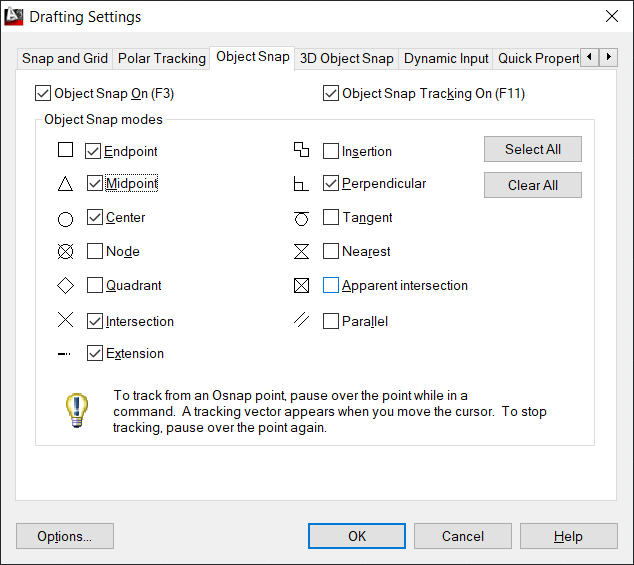 Drafting Settings
Snap and Grid Polar Tracking Object Snap 3D Object Snap Dynamic Input Quick Propert
Object Snap On (F3) Object Snap Tracking On (F11)
Object Snap modes
Endpoint Insertion Select All
Midpoint Perpendicular Clear All
Center Tangent
Node Nearest
Quadrant Apparent intersection
Intersection Parallel
Extension
To track from an Osnap point, pause over the point while in a
command. A tracking vector appears when you move the cursor. To stop
tracking, pause over the point again.
Options... OK Cancel Help